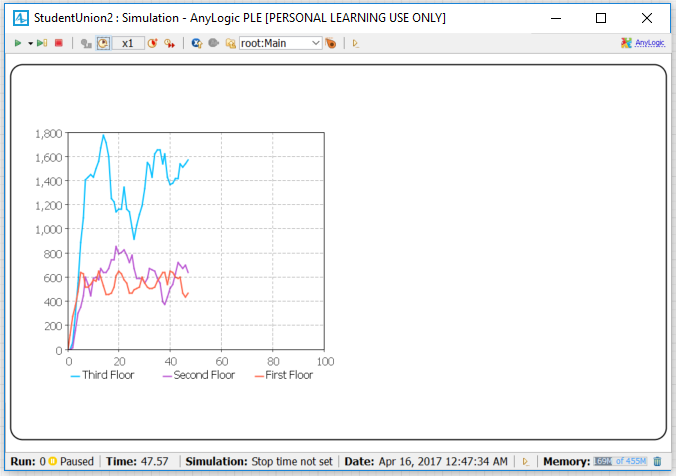 StudentUnion2 : Simulation - AnyLogic PLE [PERSONAL LEARNING USE ONLY]
x1 root:Main AnyLogic
1,800
1,600
1,400
1,200
1,000
800
600
400
200
0
0 20 40 60 80 100
Third Floor Second Floor First Floor
Run: 0 Paused Time: 47.57 Simulation: Stop time not set Date: Apr 16, 2017 12:47:34 AM Memory: of 455M